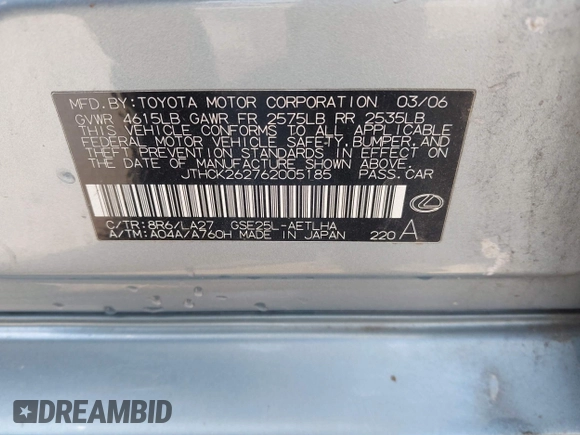 MFD. BY: TOYOTA MOTOR CORPORATION 03/06
GVWR 4615LB GAWR FR 2575LB RR 2535LB
THIS VEHICLE CONFORMS TO ALL APPLICABLE
FEDERAL MOTOR VEHICLE SAFETY, BUMPER, AND
THEFT PREVENTION STANDARDS IN EFFECT ON
THE DATE OF MANUFACTURE SHOWN ABOVE.
JTHCK262762005185 PASS. CAR
C/TR: 8R6/LA27 GSE25L-AETLHA
A/TM: A04A/A760H MADE IN JAPAN 220 A
DREAMBID